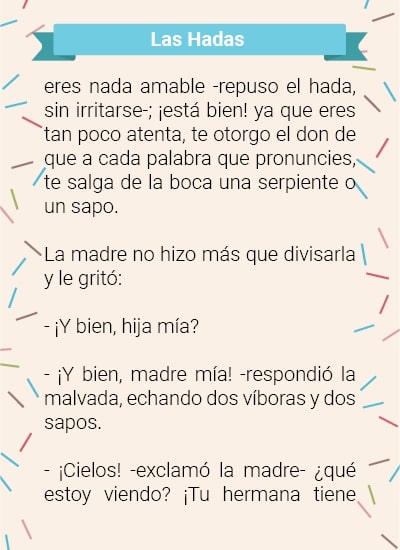 Las Hadas
eres nada amable -repuso el hada,
sin irritarse-; ¡está bien! ya que eres
tan poco atenta, te otorgo el don de
que a cada palabra que pronuncies,
te salga de la boca una serpiente o
un sapo.
La madre no hizo más que divisarla
y le gritó:
- ¡Y bien, hija mía?
- ¡Y bien, madre mía! -respondió la
malvada, echando dos víboras y dos
sapos.
- ¡Cielos! -exclamó la madre- ¿qué
estoy viendo? ¡Tu hermana tiene